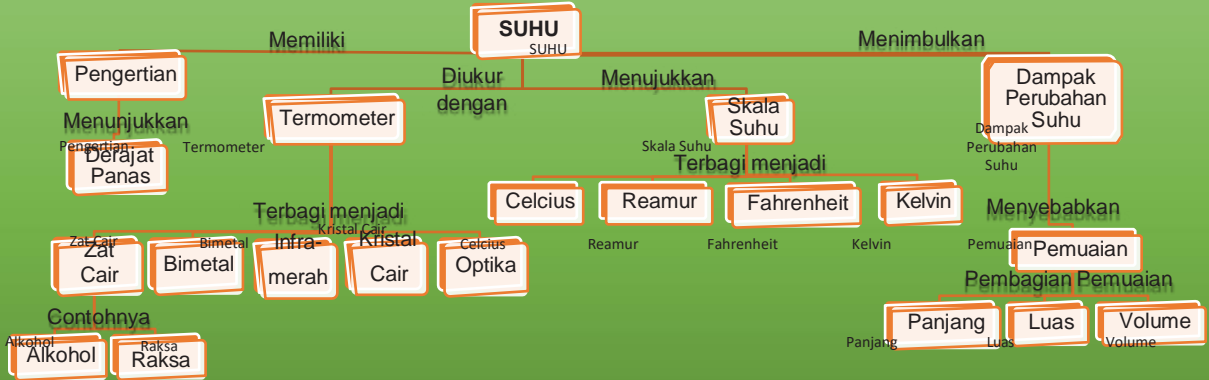 SUHU
SUHU
Memiliki
Menimbulkan
Pengertian
Diukur
dengan
Menujukkan
Dampak
Perubahan
Suhu
Termometer
Skala
Suhu
Menunjukkan
Pengertian
Termometer
Skala Suhu
Dampak
Perubahan
Suhu
Derajat
Panas
Terbagi menjadi
Celcius
Reamur
Fahrenheit
Kelvin
Menyebabkan
Terbagi menjadi
Kristal Cair
Zat Cair
Bimetal
Celcius
Reamur
Fahrenheit
Kelvin
Pemuaian
Zat
Cair
Bimetal
Infra-
merah
Kristal
Cair
Optika
Pemuaian
Pembagian Pemuaian
Contohnya
Panjang
Luas
Volume
Panjang
Luas
Volume
Alkohol
Raksa
Alkohol
Raksa